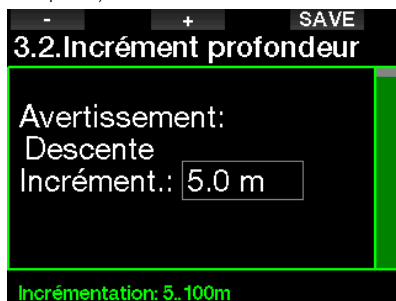 - + SAVE
3.2.Incrément profondeur
Avertissement:
Descente
Incrément.: 5.0 m
Incrémentation: 5..100m